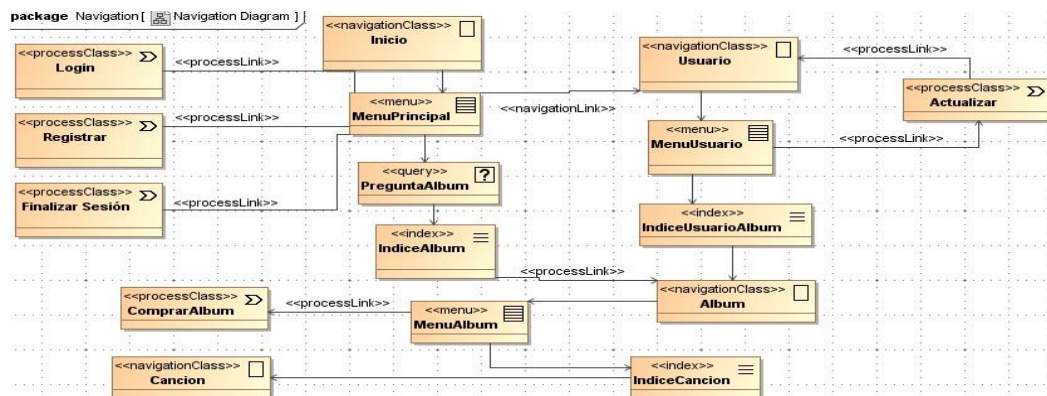 package Navigation [ Navigation Diagram ]
<<navigationClass>>
Inicio
<<processClass>>
Login
<<processLink>>
<<navigationClass>>
Usuario
<<processLink>>
<<processClass>>
Actualizar
<<menu>>
MenuPrincipal
<<navigationLink>>
<<processClass>>
Registrar
<<processLink>>
<<menu>>
MenuUsuario
<<processLink>>
<<query>>
PreguntaAlbum
?
<<processClass>>
Finalizar Sesión
<<processLink>>
<<index>>
IndiceAlbum
<<index>>
IndiceUsuarioAlbum
<<processLink>>
<<navigationClass>>
Album
<<processClass>>
ComprarAlbum
<<processLink>>
<<menu>>
MenuAlbum
<<navigationClass>>
Cancion
<<index>>
IndiceCancion